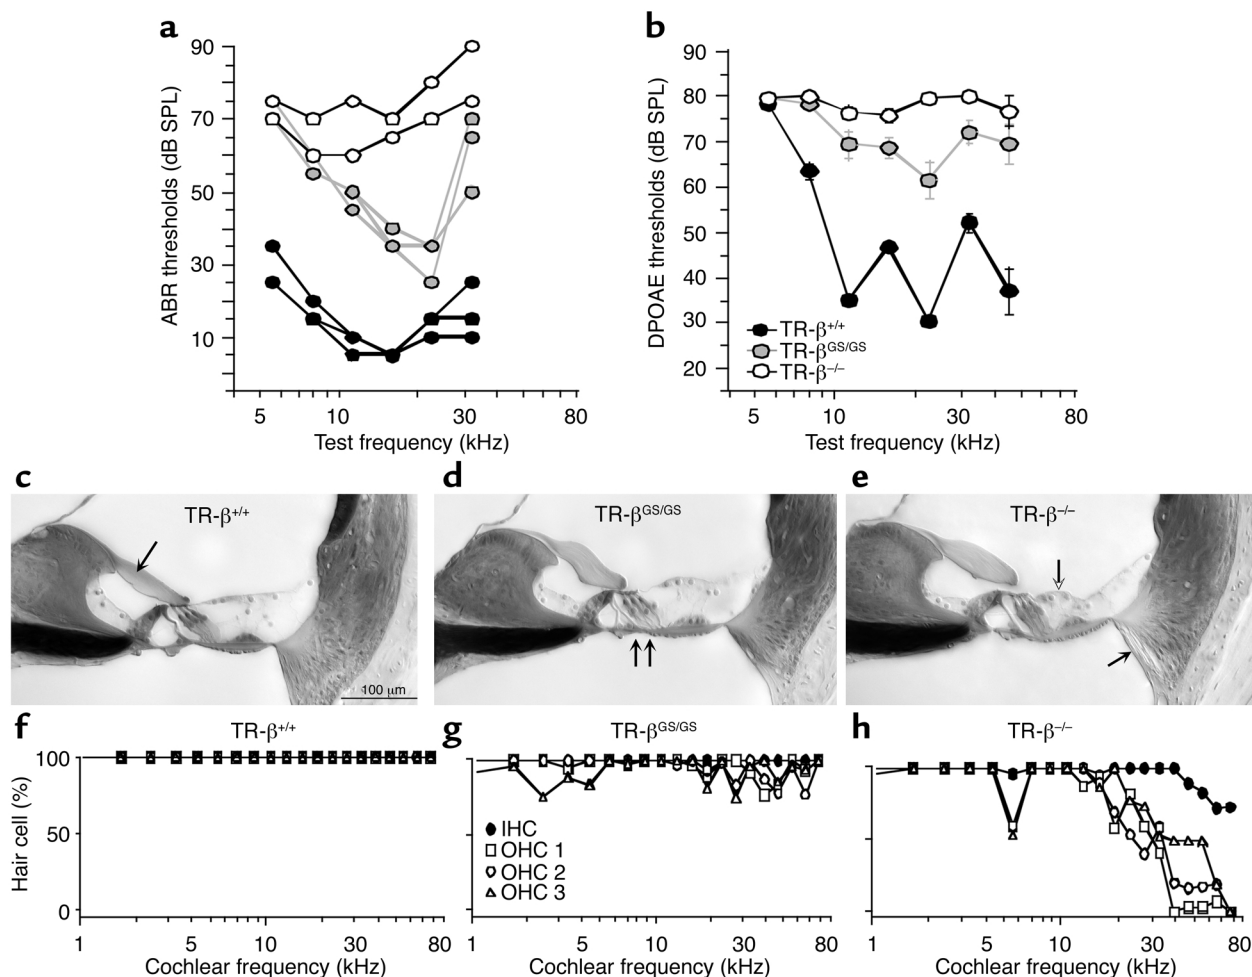 a
ABR thresholds (dB SPL)
90
70
50
30
10
5 10 30 80
Test frequency (kHz)
b
DPOAE thresholds (dB SPL)
90
80
70
60
50
40
30
20
TR-β+/+
TR-βGS/GS
TR-β−/−
5 10 30 80
Test frequency (kHz)
c
TR-β+/+
100 μm
d
TR-βGS/GS
e
TR-β−/−
f
TR-β+/+
Hair cell (%)
100
50
0
1 5 10 30 80
Cochlear frequency (kHz)
g
TR-βGS/GS
IHC
OHC 1
OHC 2
OHC 3
1 5 10 30 80
Cochlear frequency (kHz)
h
TR-β−/−
1 5 10 30 80
Cochlear frequency (kHz)